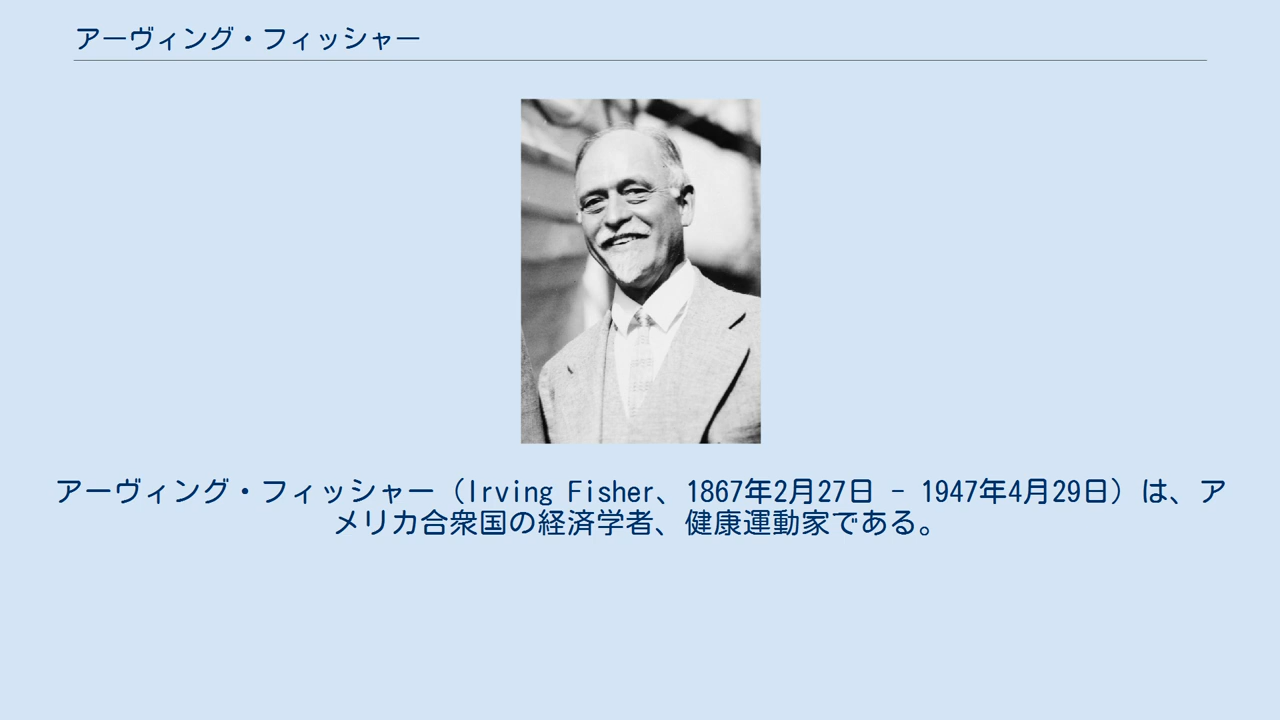 アーヴィング・フィッシャー
アーヴィング・フィッシャー（Irving Fisher、1867年2月27日 - 1947年4月29日）は、ア
メリカ合衆国の経済学者、健康運動家である。